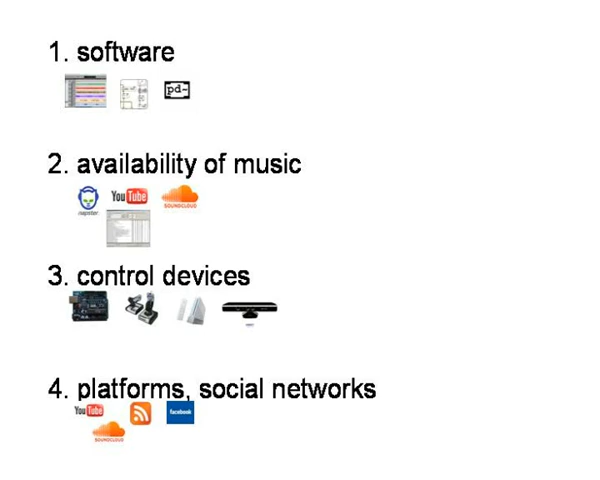 1. software
pd~
2. availability of music
napster
YouTube
SOUNDCLOUD
3. control devices
4. platforms, social networks
YouTube
facebook
SOUNDCLOUD